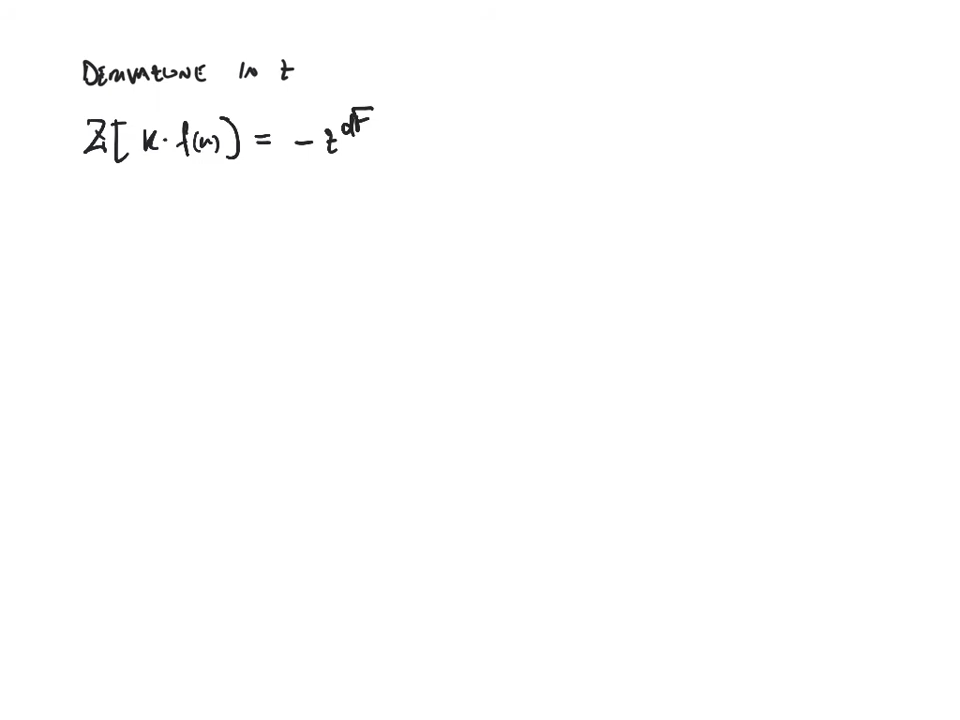 DERIVAZIONE IN z
Z[ k · f(k) ] = - z dF